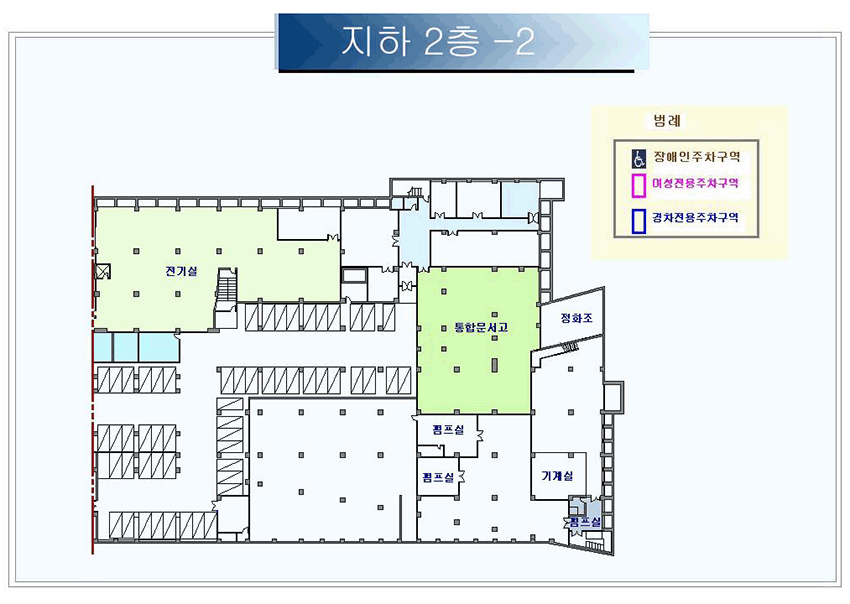 지하 2층 -2
범례
장애인주차구역
여성전용주차구역
경차전용주차구역
전기실
통합문서고
정화조
펌프실
펌프실
기계실
펌프실